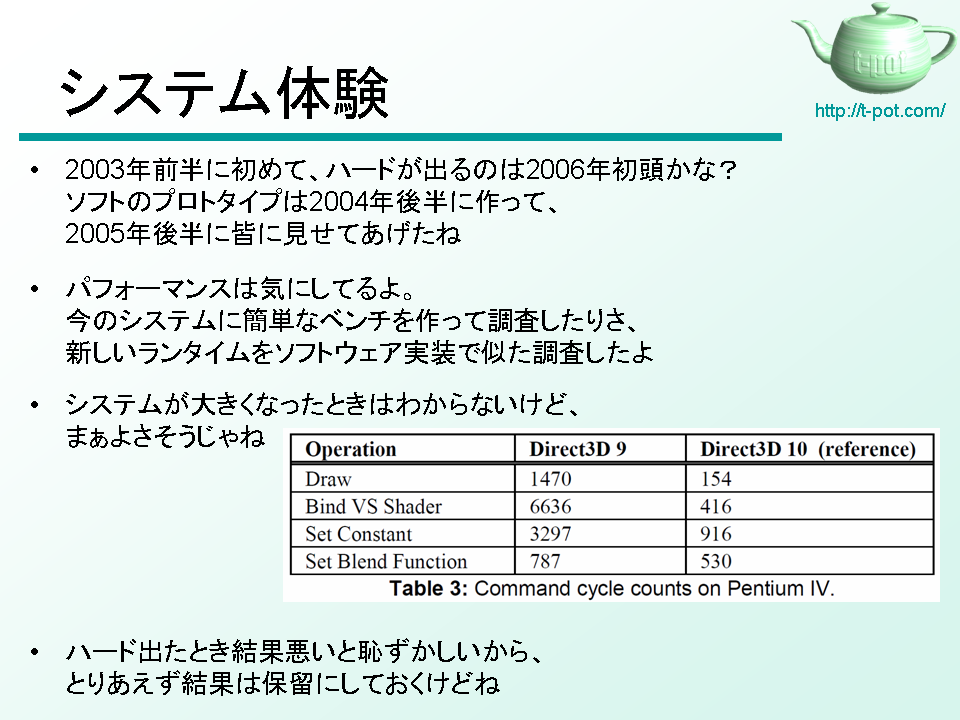 t-pot
システム体験
http://t-pot.com/
• 2003年前半に初めて、ハードが出るのは2006年初頭かな？
ソフトのプロトタイプは2004年後半に作って、
2005年後半に皆に見せてあげたね
• パフォーマンスは気にしてるよ。
今のシステムに簡単なベンチを作って調査したりさ、
新しいランタイムをソフトウェア実装で似た調査したよ
• システムが大きくなったときはわからないけど、
まぁよさそうじゃね
Operation Direct3D 9 Direct3D 10 (reference)
Draw 1470 154
Bind VS Shader 6636 416
Set Constant 3297 916
Set Blend Function 787 530
Table 3: Command cycle counts on Pentium IV.
• ハード出たとき結果悪いと恥ずかしいから、
とりあえず結果は保留にしておくけどね